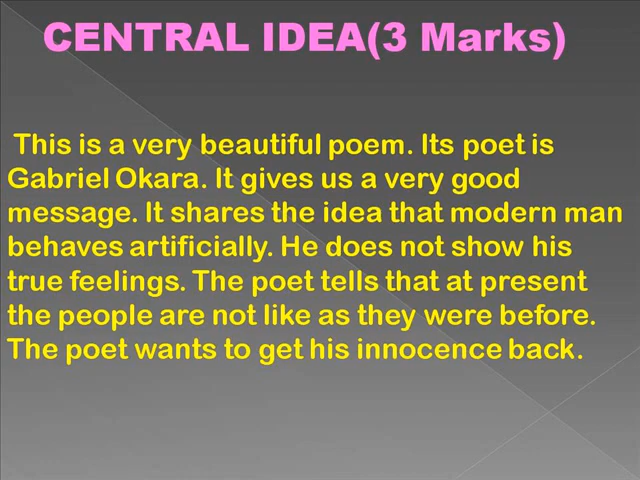 CENTRAL IDEA(3 Marks)
This is a very beautiful poem. Its poet is
Gabriel Okara. It gives us a very good
message. It shares the idea that modern man
behaves artificially. He does not show his
true feelings. The poet tells that at present
the people are not like as they were before.
The poet wants to get his innocence back.